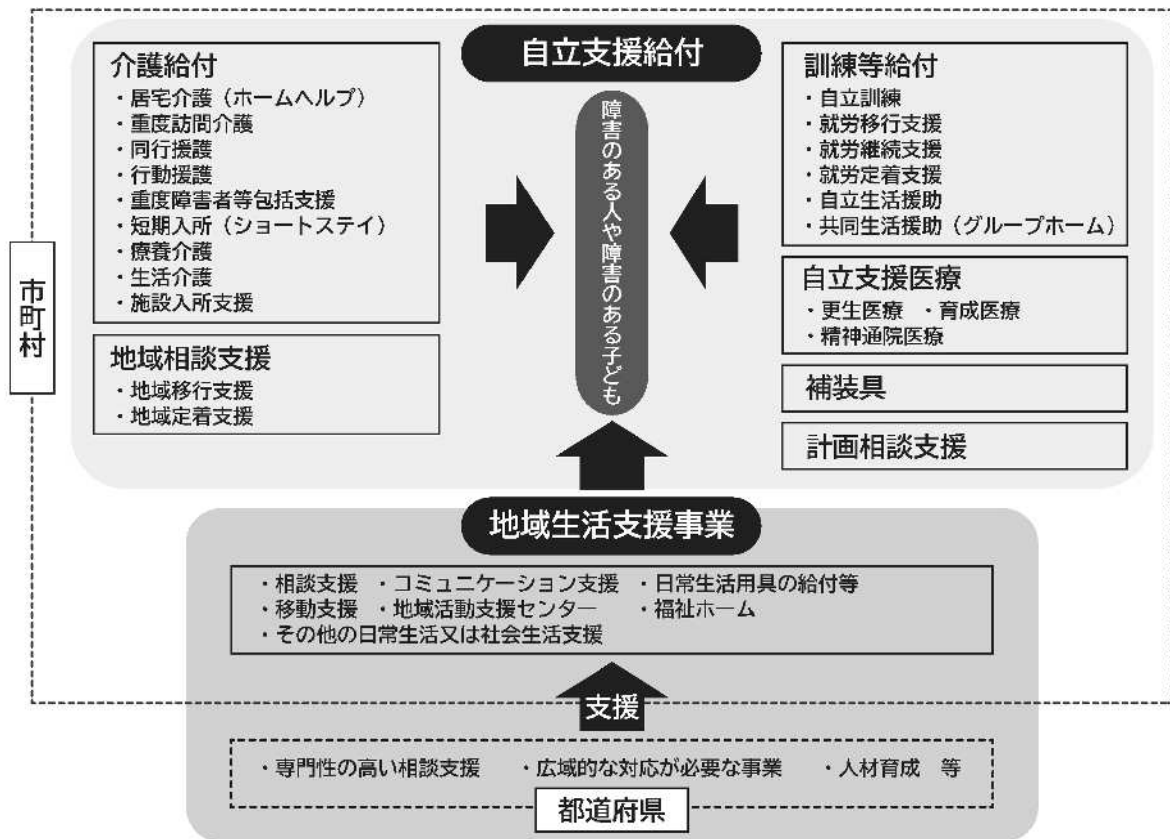 自立支援給付
介護給付
・居宅介護（ホームヘルプ）
・重度訪問介護
・同行援護
・行動援護
・重度障害者等包括支援
・短期入所（ショートステイ）
・療養介護
・生活介護
・施設入所支援
地域相談支援
・地域移行支援
・地域定着支援
障害のある人や障害のある子ども
訓練等給付
・自立訓練
・就労移行支援
・就労継続支援
・就労定着支援
・自立生活援助
・共同生活援助（グループホーム）
自立支援医療
・更生医療　・育成医療
・精神通院医療
補装具
計画相談支援
市町村
地域生活支援事業
・相談支援　・コミュニケーション支援　・日常生活用具の給付等
・移動支援　・地域活動支援センター　・福祉ホーム
・その他の日常生活又は社会生活支援
支援
・専門性の高い相談支援　・広域的な対応が必要な事業　・人材育成　等
都道府県